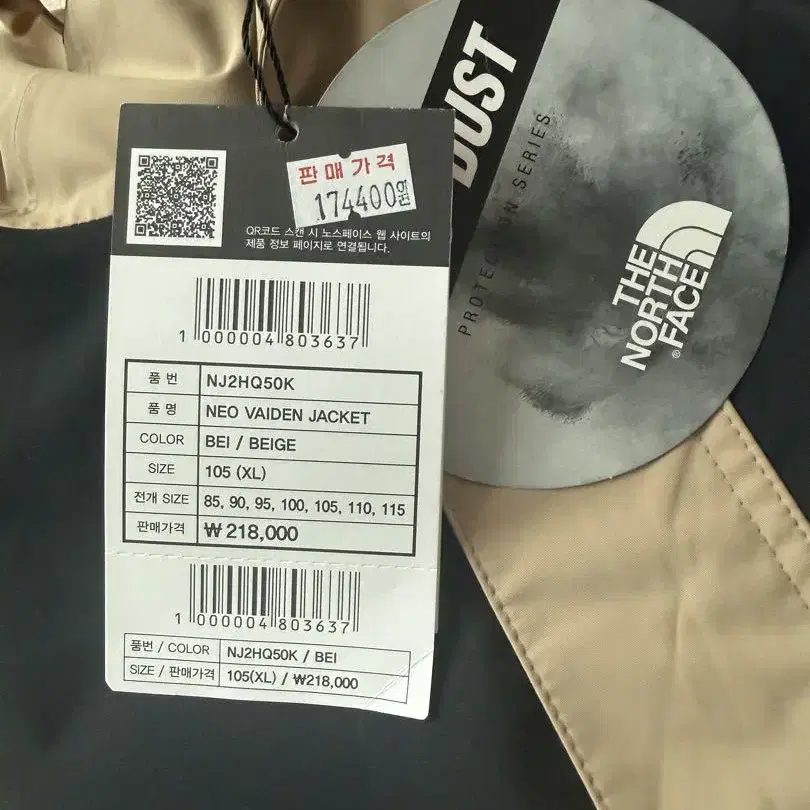 판매가격
174400원
QR코드 스캔 시 노스페이스 웹 사이트의
제품 정보 페이지로 연결됩니다.
1 000004 803637
품 번 NJ2HQ50K
품 명 NEO VAIDEN JACKET
COLOR BEI / BEIGE
SIZE 105 (XL)
전개 SIZE 85, 90, 95, 100, 105, 110, 115
판매가격 ₩ 218,000
1 000004 803637
품번 / COLOR NJ2HQ50K / BEI
SIZE / 판매가격 105(XL) / ₩218,000
DUST
PROTECTION SERIES
THE
NORTH
FACE®